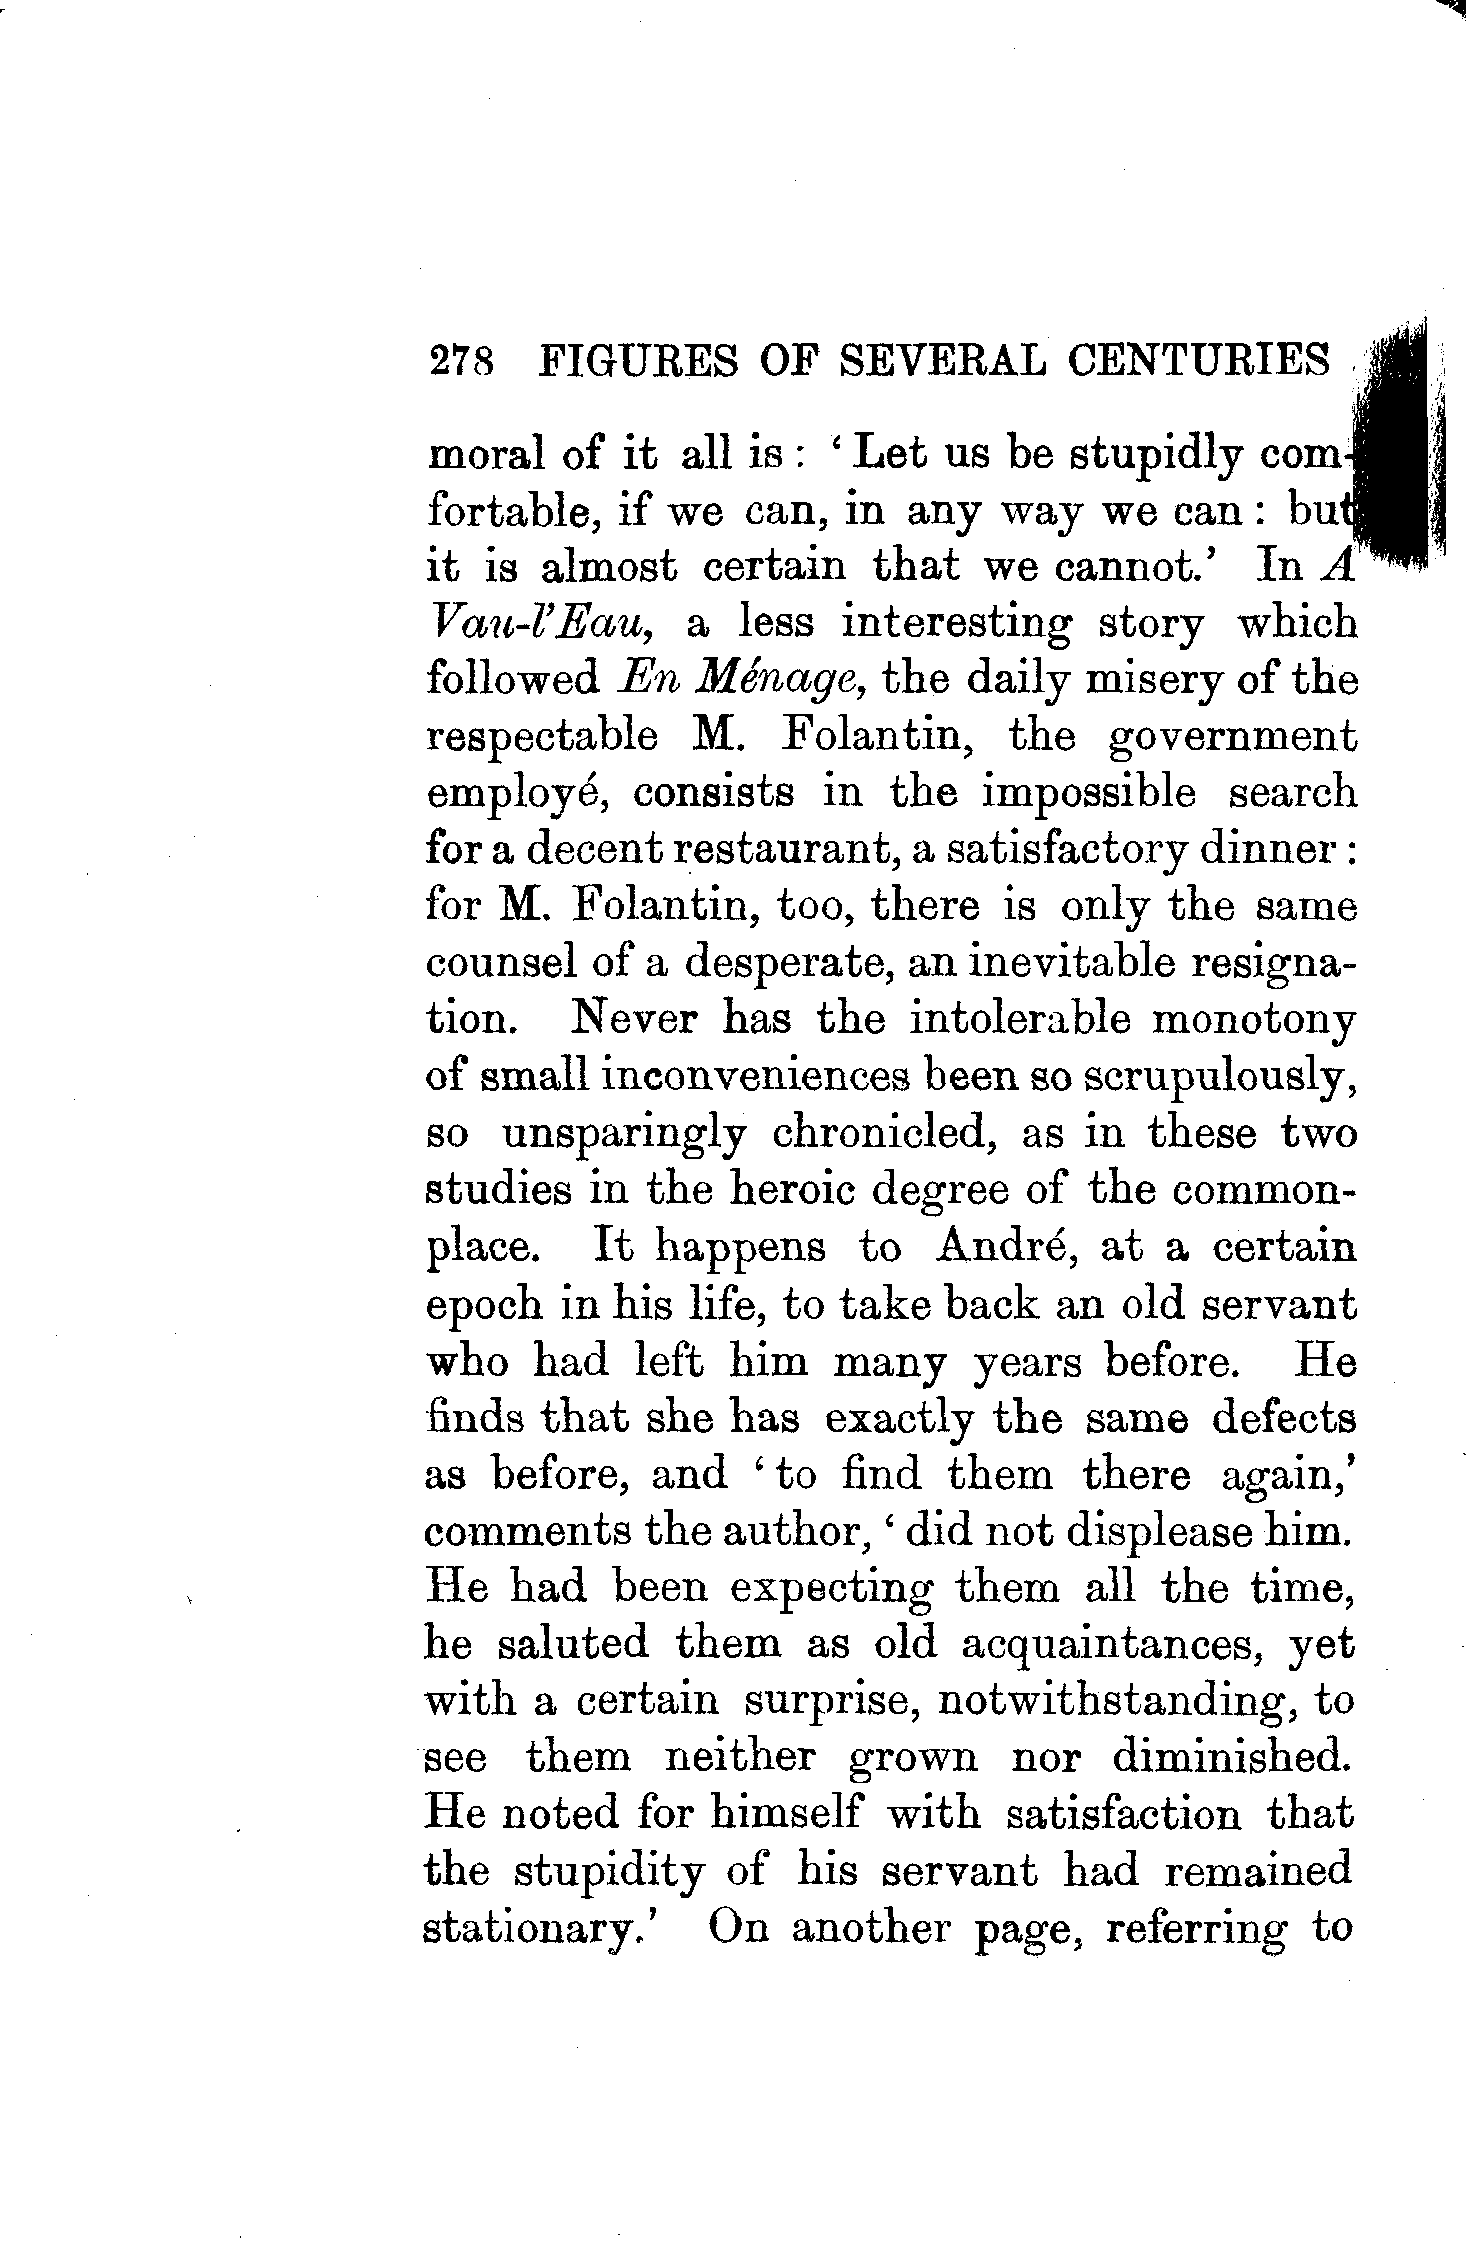 278 FIGURES OF SEVERAL CENTURIES
moral of it all is : ‘ Let us be stupidly com-
fortable, if we can, in any way we can : but
it is almost certain that we cannot.’ In A
Vau-l’Eau, a less interesting story which
followed En Ménage, the daily misery of the
respectable M. Folantin, the government
employé, consists in the impossible search
for a decent restaurant, a satisfactory dinner :
for M. Folantin, too, there is only the same
counsel of a desperate, an inevitable resigna-
tion. Never has the intolerable monotony
of small inconveniences been so scrupulously,
so unsparingly chronicled, as in these two
studies in the heroic degree of the common-
place. It happens to André, at a certain
epoch in his life, to take back an old servant
who had left him many years before. He
finds that she has exactly the same defects
as before, and ‘ to find them there again,’
comments the author, ‘ did not displease him.
He had been expecting them all the time,
he saluted them as old acquaintances, yet
with a certain surprise, notwithstanding, to
see them neither grown nor diminished.
He noted for himself with satisfaction that
the stupidity of his servant had remained
stationary.’ On another page, referring to